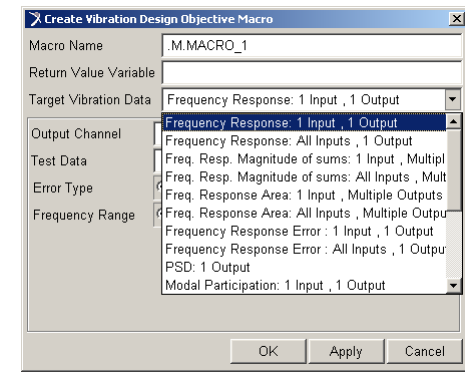 Create Vibration Design Objective Macro
Macro Name .M.MACRO_1
Return Value Variable
Target Vibration Data Frequency Response: 1 Input , 1 Output
Output Channel
Test Data
Error Type
Frequency Range
Frequency Response: 1 Input , 1 Output
Frequency Response: All Inputs , 1 Output
Freq. Resp. Magnitude of sums: 1 Input , Multipl
Freq. Resp. Magnitude of sums: All Inputs , Mult
Freq. Response Area: 1 Input , Multiple Outputs
Freq. Response Area: All Inputs , Multiple Outpu
Frequency Response Error : 1 Input , 1 Output
Frequency Response Error : All Inputs , 1 Outpu
PSD: 1 Output
Modal Participation: 1 Input , 1 Output
OK Apply Cancel